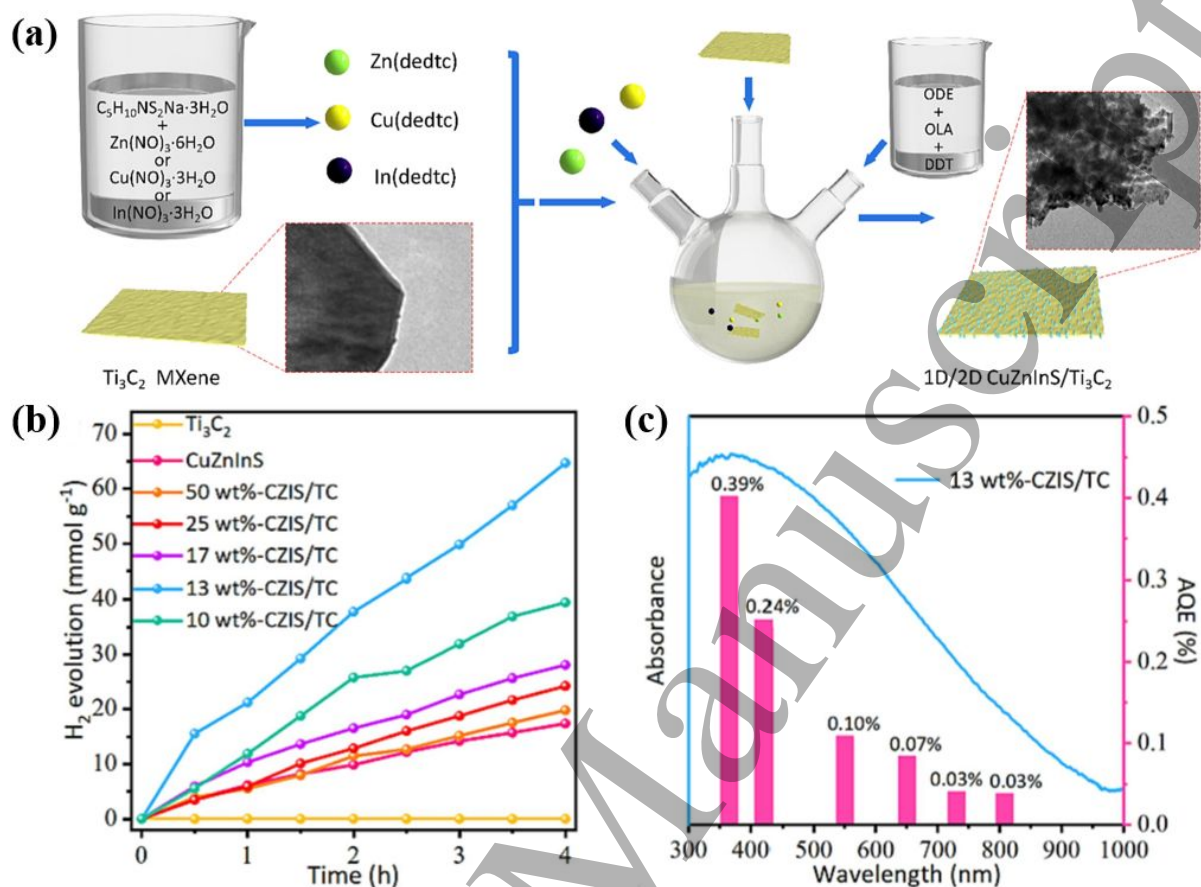 (a)
C₅H₁₀NS₂Na·3H₂O
+
Zn(NO)₃·6H₂O
or
Cu(NO)₃·3H₂O
or
In(NO)₃·3H₂O
Zn(dedtc)
Cu(dedtc)
In(dedtc)
ODE
+
OLA
+
DDT
Ti₃C₂ MXene
1D/2D CuZnInS/Ti₃C₂
(b)
H₂ evolution (mmol g⁻¹)
70
60
50
40
30
20
10
0
Ti₃C₂
CuZnInS
50 wt%-CZIS/TC
25 wt%-CZIS/TC
17 wt%-CZIS/TC
13 wt%-CZIS/TC
10 wt%-CZIS/TC
0 1 2 3 4
Time (h)
(c)
Absorbance
13 wt%-CZIS/TC
0.39%
0.24%
0.10%
0.07%
0.03%
0.03%
0.5
0.4
0.3
0.2
0.1
0.0
AQE (%)
300 400 500 600 700 800 900 1000
Wavelength (nm)
Manuscript